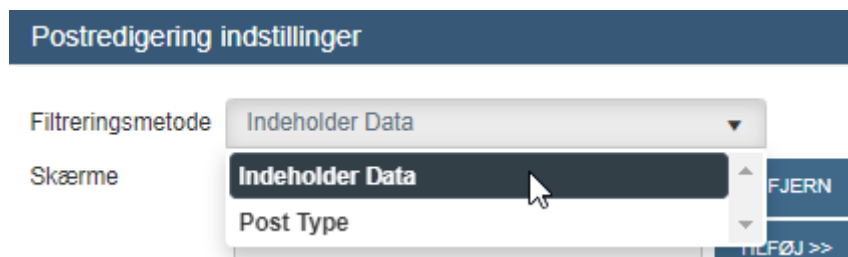 Postredigering indstillinger
Filtreringsmetode Indeholder Data
Skærme
Indeholder Data
FJERN
Post Type
TILFØJ >>